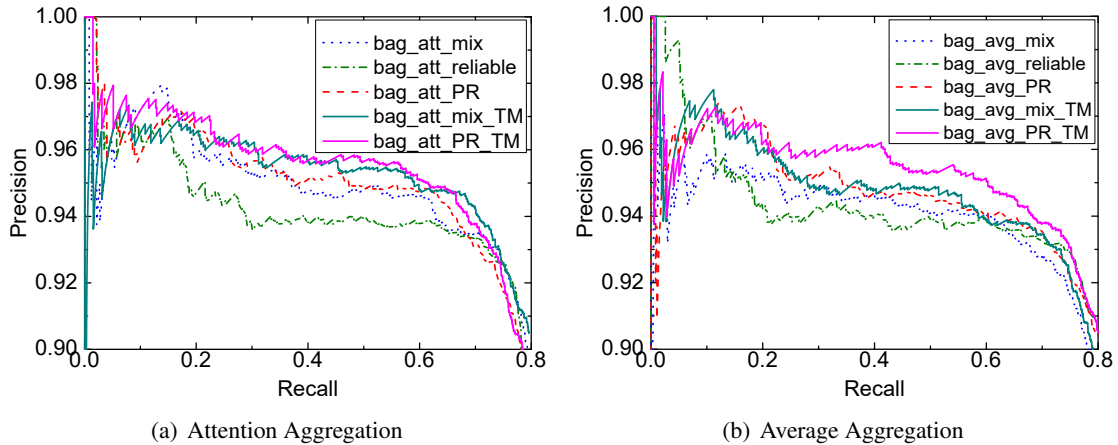 1.00
0.98
0.96
0.94
0.92
0.90
Precision
0.0 0.2 0.4 0.6 0.8
Recall
bag_att_mix
bag_att_reliable
bag_att_PR
bag_att_mix_TM
bag_att_PR_TM
(a) Attention Aggregation
1.00
0.98
0.96
0.94
0.92
0.90
Precision
0.0 0.2 0.4 0.6 0.8
Recall
bag_avg_mix
bag_avg_reliable
bag_avg_PR
bag_avg_mix_TM
bag_avg_PR_TM
(b) Average Aggregation